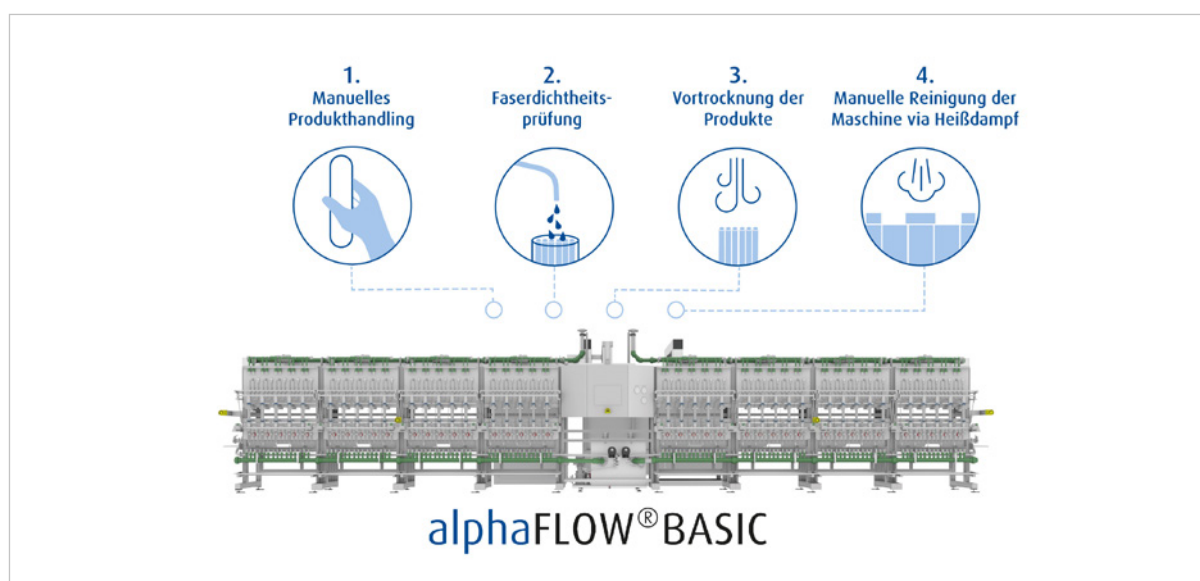 1.
Manuelles
Produkthandling
2.
Faserdichtheits-
prüfung
3.
Vortrocknung der
Produkte
4.
Manuelle Reinigung der
Maschine via Heißdampf
alphaFLOW®BASIC